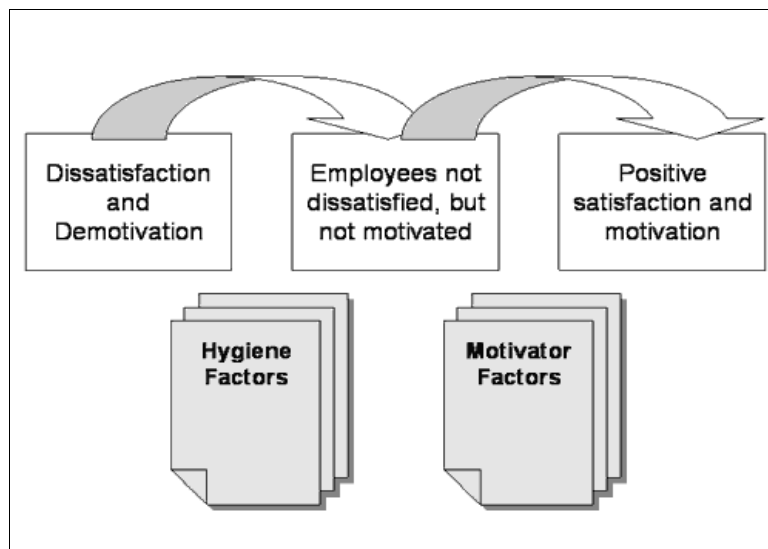 Dissatisfaction
and
Demotivation
Employees not
dissatisfied, but
not motivated
Positive
satisfaction and
motivation
Hygiene
Factors
Motivator
Factors